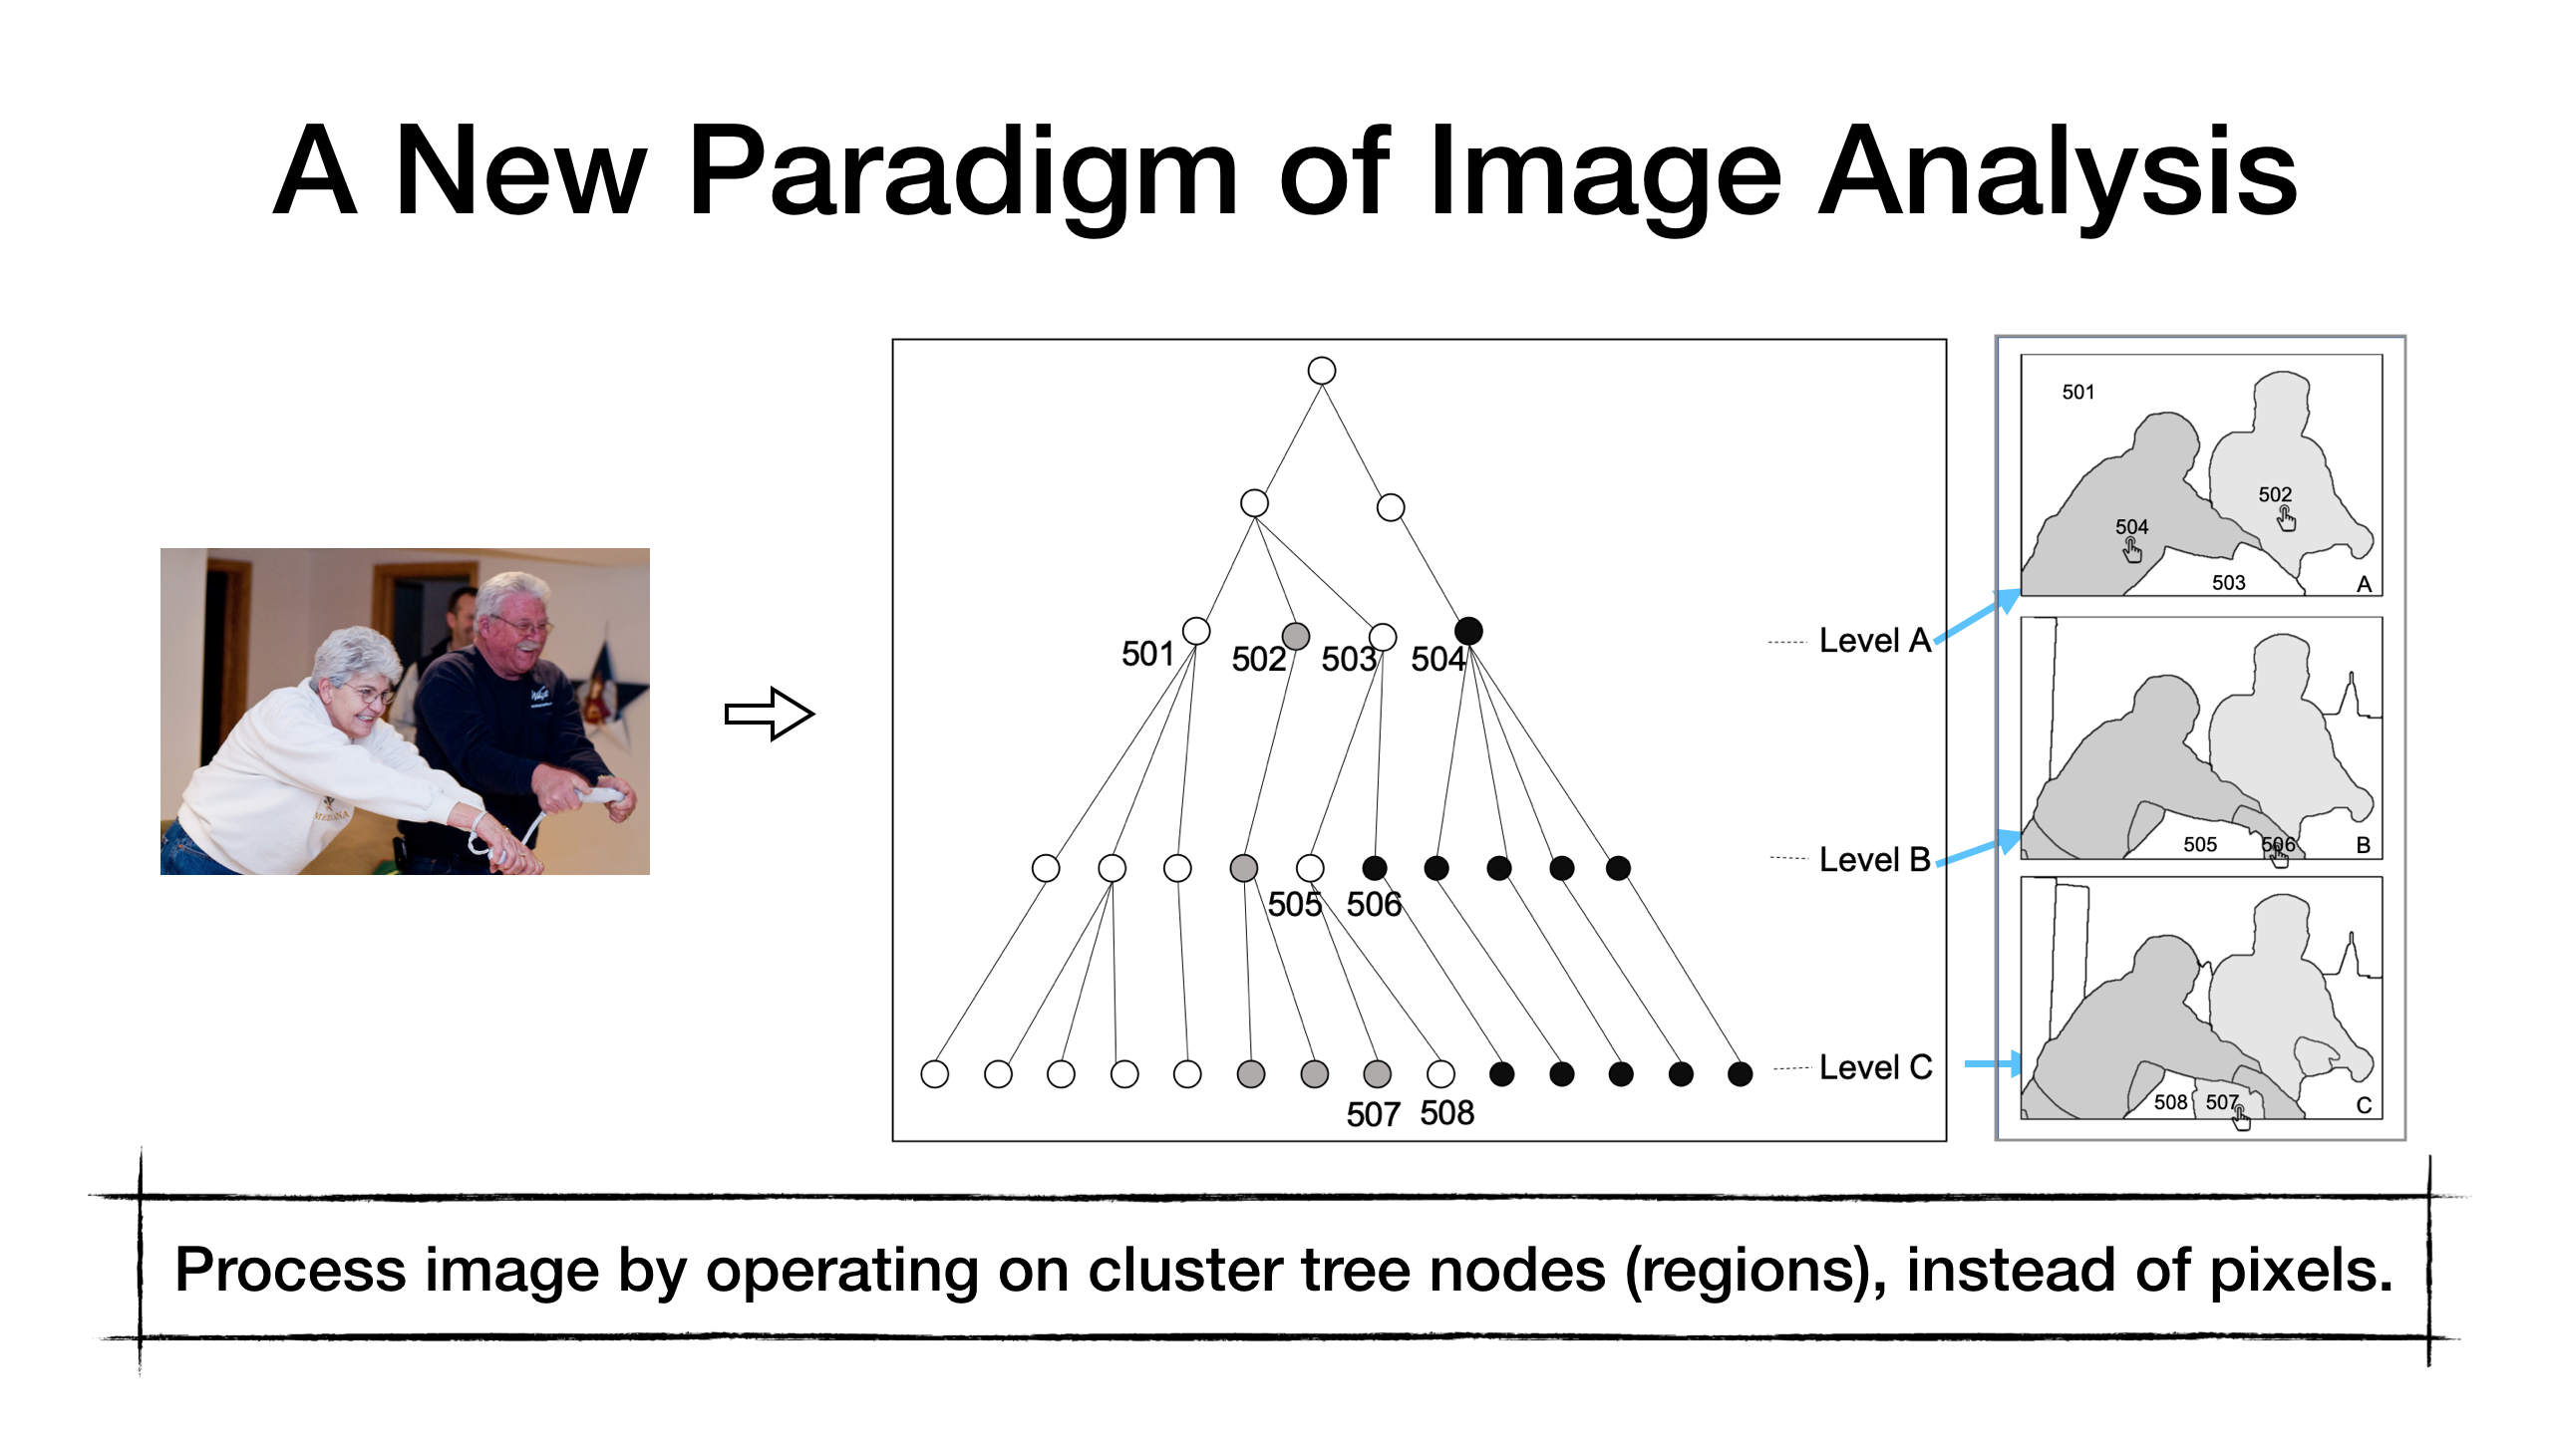 A New Paradigm of Image Analysis
501
502
503
504
Level A
505
506
Level B
507
508
Level C
501
502
504
503
A
505
506
B
508
507
C
Process image by operating on cluster tree nodes (regions), instead of pixels.